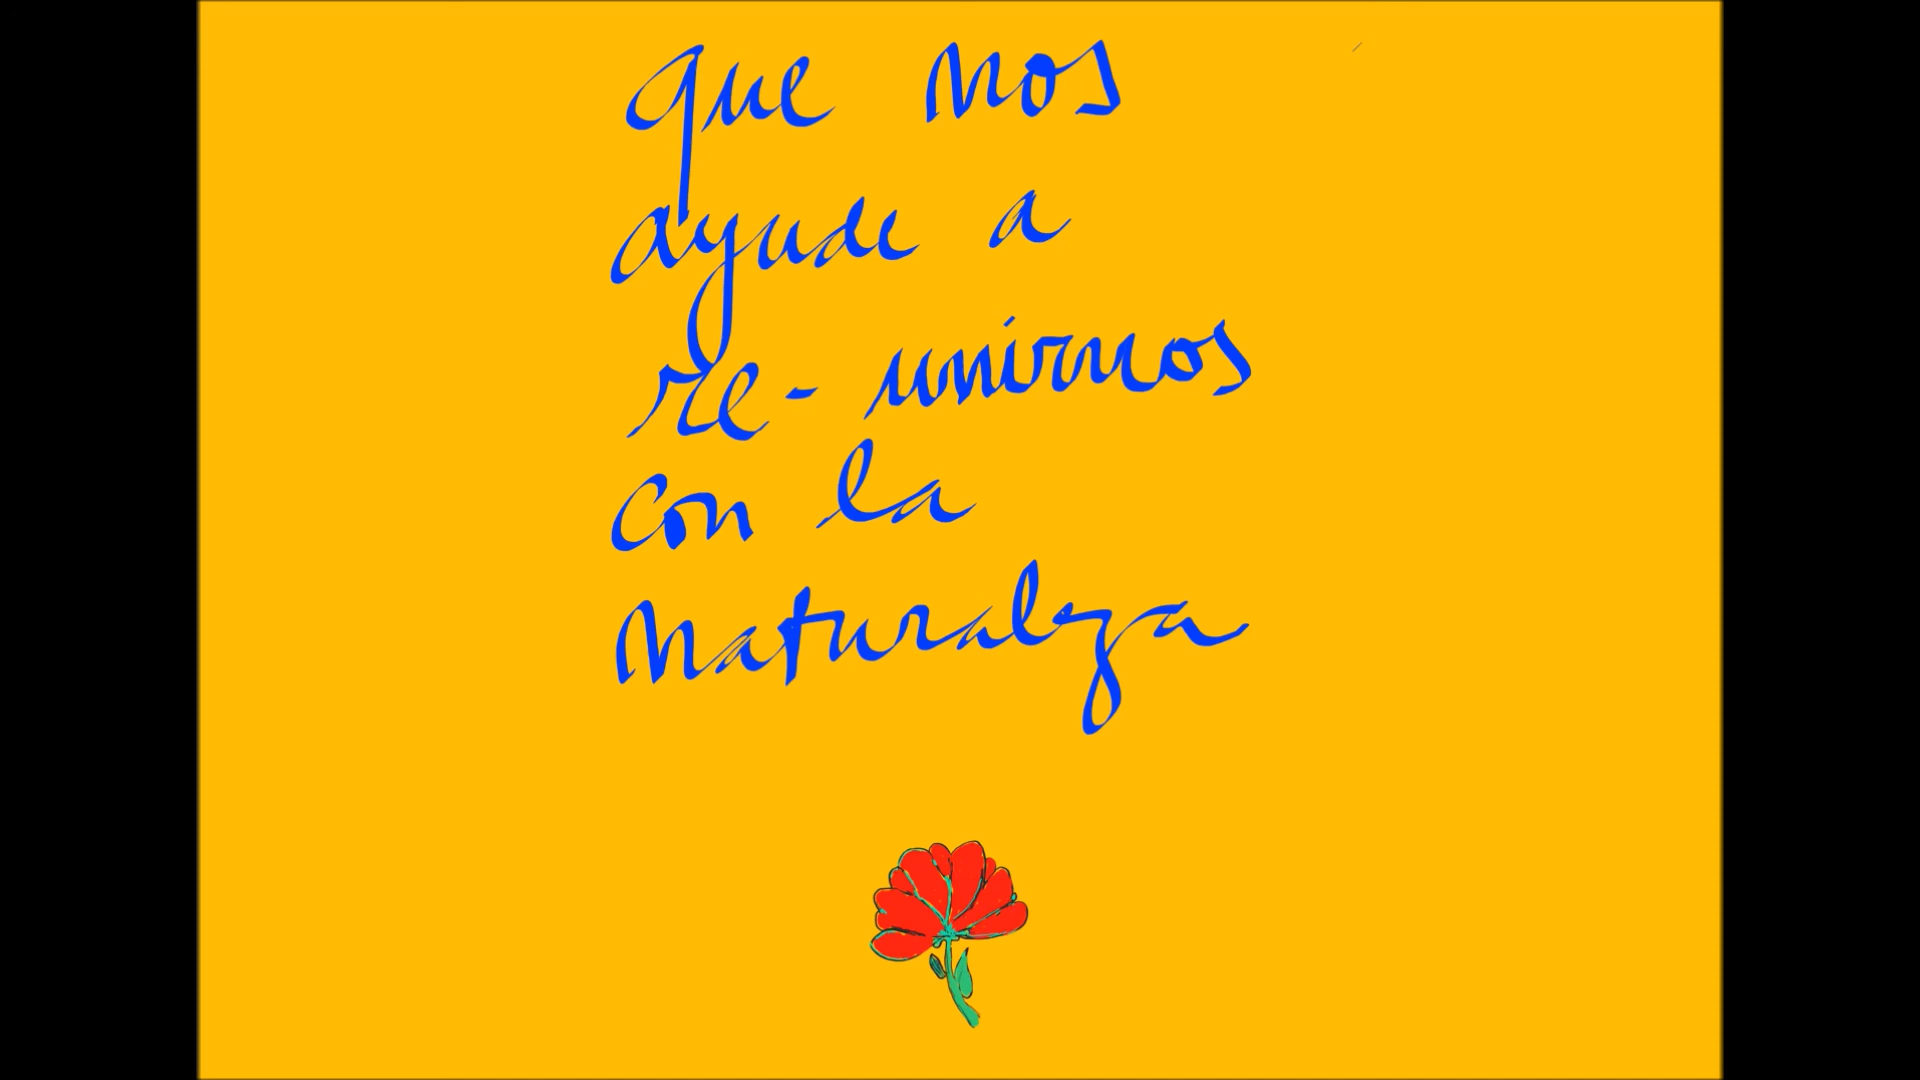 que nos
ayude a
re-unirnos
con la
Naturaleza